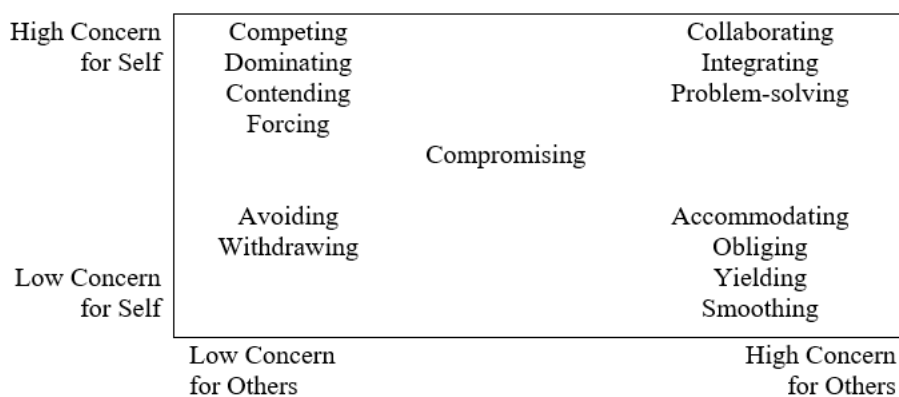 High Concern
for Self
Competing
Dominating
Contending
Forcing
Collaborating
Integrating
Problem-solving
Compromising
Low Concern
for Self
Avoiding
Withdrawing
Accommodating
Obliging
Yielding
Smoothing
Low Concern
for Others
High Concern
for Others